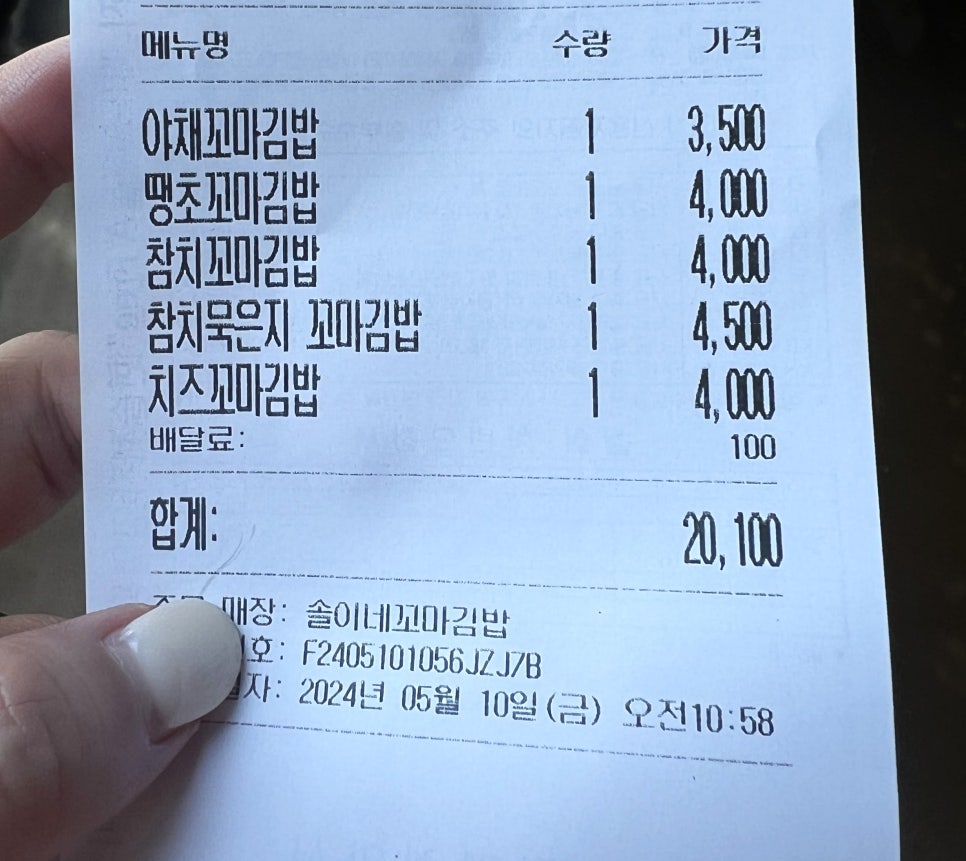 메뉴명 수량 가격
야채꼬마김밥 1 3,500
땡초꼬마김밥 1 4,000
참치꼬마김밥 1 4,000
참치묵은지 꼬마김밥 1 4,500
치즈꼬마김밥 1 4,000
배달료: 100
합계: 20,100
매장: 솔이네꼬마김밥
호: F2405101056JZJ7B
자: 2024년 05월 10일(금) 오전10:58